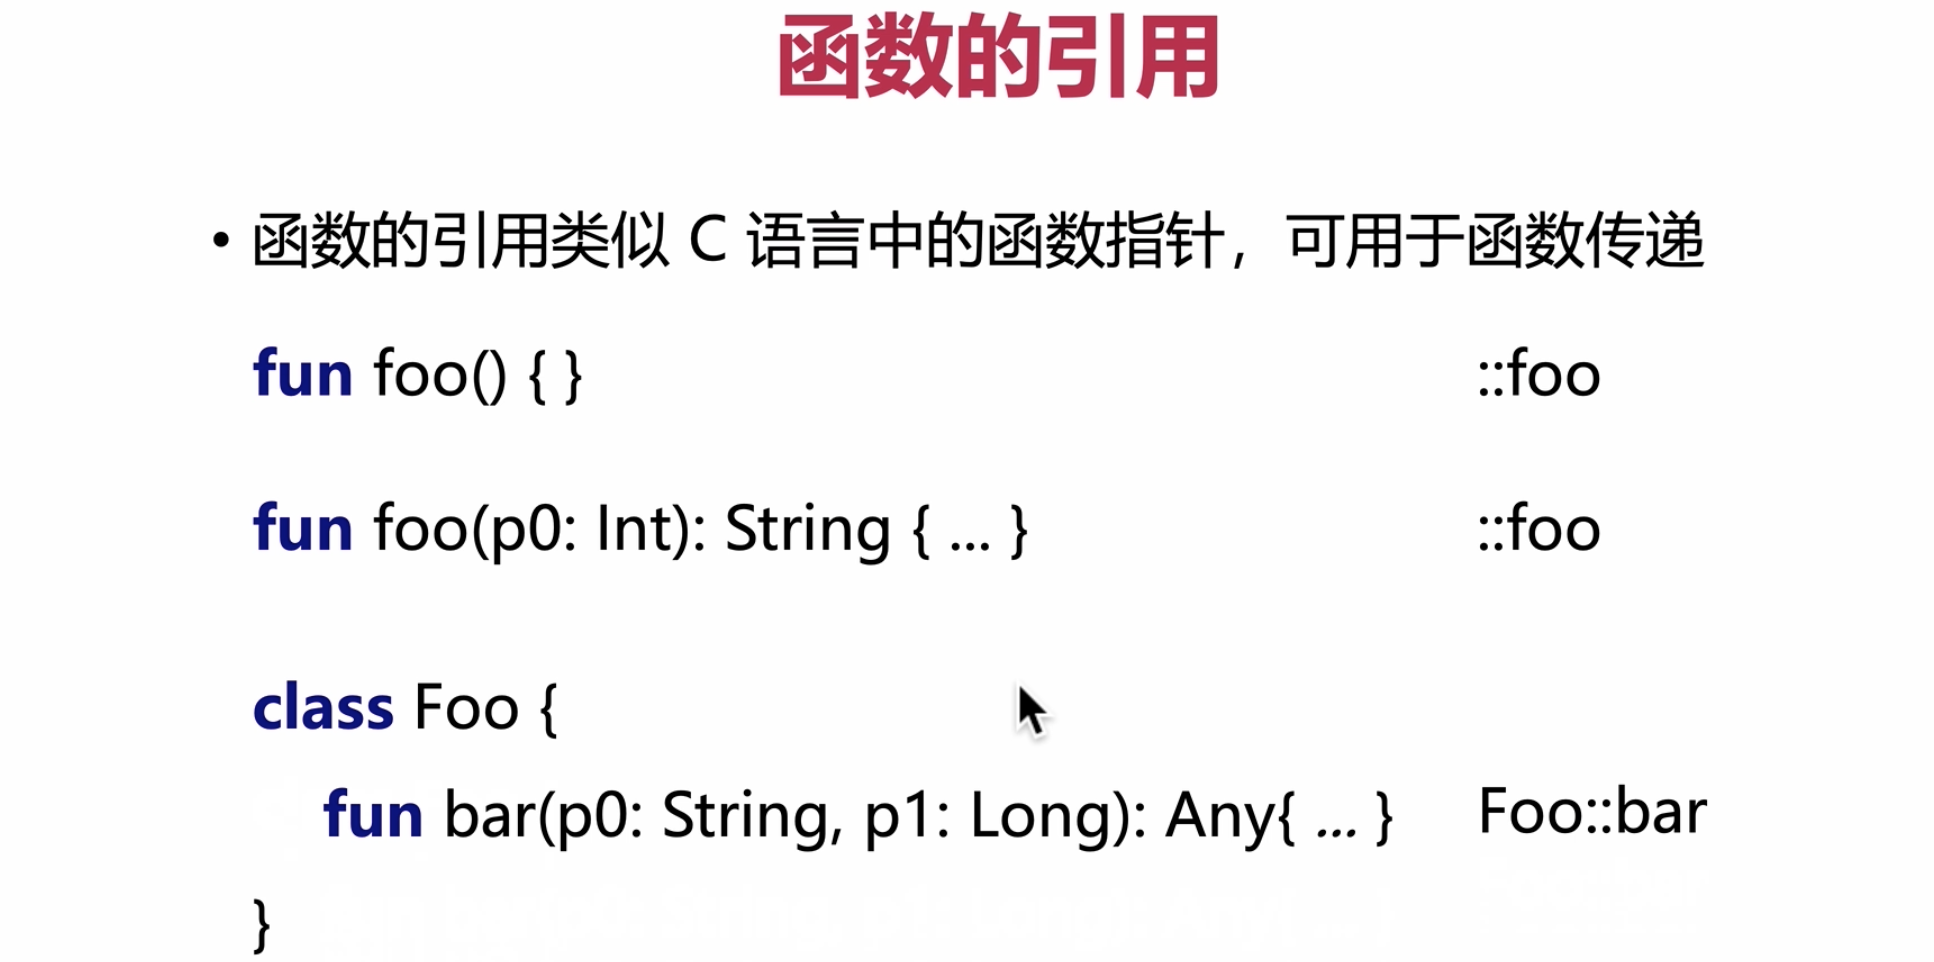 函数的引用
• 函数的引用类似 C 语言中的函数指针，可用于函数传递
fun foo() { } ::foo
fun foo(p0: Int): String { ... } ::foo
class Foo {
fun bar(p0: String, p1: Long): Any{ ... } Foo::bar
}